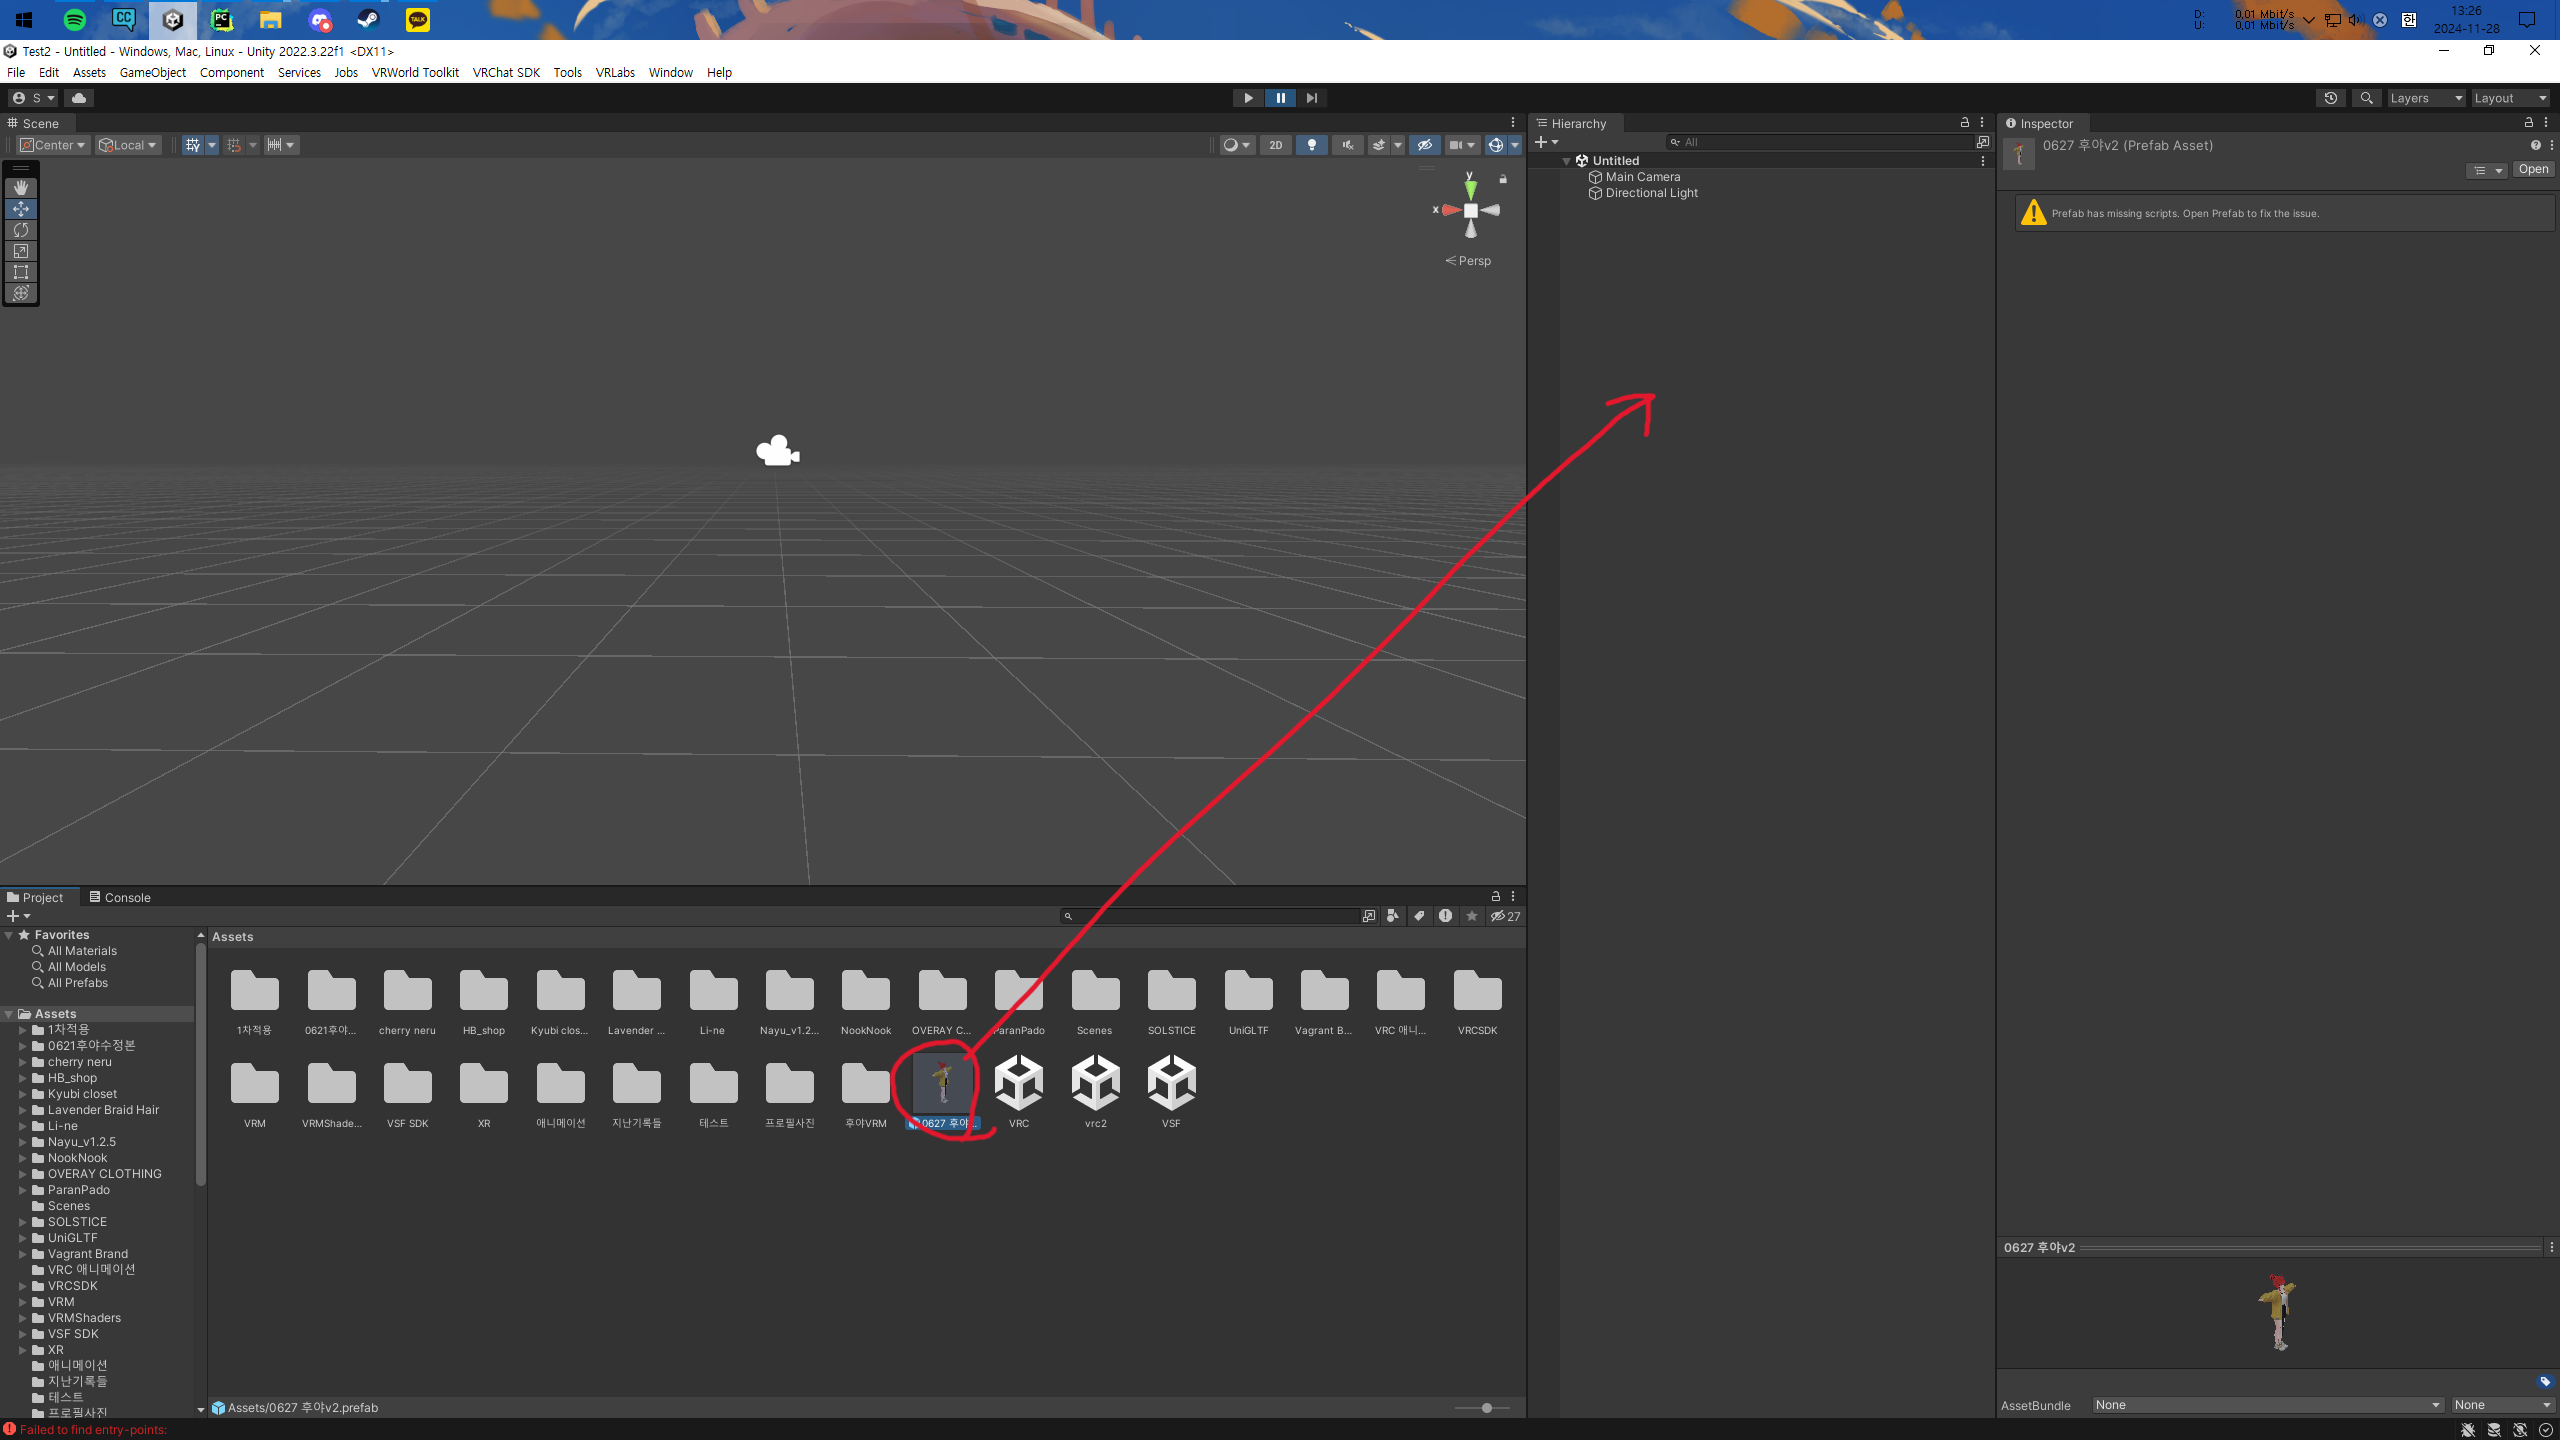 D: 0,01 Mbit/s
U: 0,01 Mbit/s
한
13:26
2024-11-28
CC
PC
TALK
Test2 - Untitled - Windows, Mac, Linux - Unity 2022.3.22f1 <DX11>
File Edit Assets GameObject Component Services Jobs VRWorld Toolkit VRChat SDK Tools VRLabs Window Help
S
Layers Layout
Scene
Center Local
2D
y
x
Persp
Hierarchy
All
Untitled
Main Camera
Directional Light
Inspector
0627 후야v2 (Prefab Asset)
Open
Prefab has missing scripts. Open Prefab to fix the issue.
Project Console
27
Favorites
All Materials
All Models
All Prefabs
Assets
1차적용
0621후야수정본
cherry neru
HB_shop
Kyubi closet
Lavender Braid Hair
Li-ne
Nayu_v1.2.5
NookNook
OVERAY CLOTHING
ParanPado
Scenes
SOLSTICE
UniGLTF
Vagrant Brand
VRC 애니메이션
VRCSDK
VRM
VRMShaders
VSF SDK
XR
애니메이션
지난기록들
테스트
프로필사진
Assets
1차적용 0621후야... cherry neru HB_shop Kyubi clos... Lavender ... Li-ne Nayu_v1.2... NookNook OVERAY C... ParanPado Scenes SOLSTICE UniGLTF Vagrant B... VRC 애니... VRCSDK
VRM VRMShade... VSF SDK XR 애니메이션 지난기록들 테스트 프로필사진 후야VRM 0627 후야... VRC vrc2 VSF
Assets/0627 후야v2.prefab
0627 후야v2
AssetBundle None None
Failed to find entry-points: